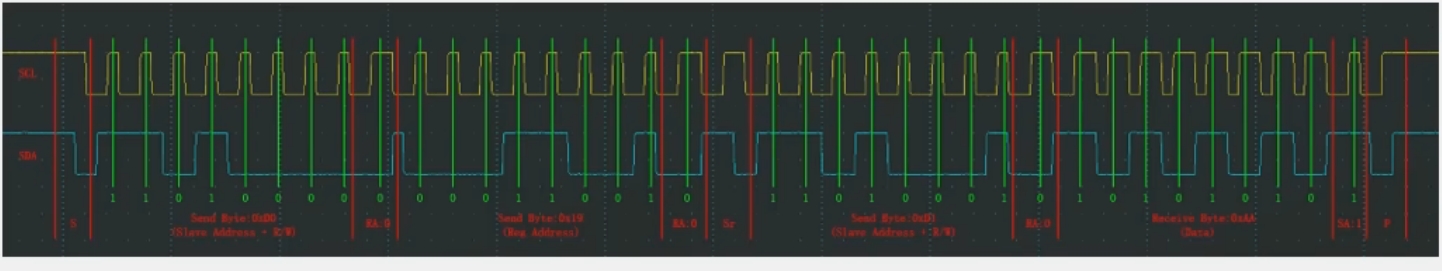 SCL
SDA
1 1 0 1 0 0 0 0 0 0 0 1 1 0 0 1 0 1 1 0 1 0 0 0 1 0 1 0 1 0 1 0 1 0 1
S Send Byte:0xD0 RA:0 Send Byte:0x19 RA:0 Sr Send Byte:0xD1 RA:0 Receive Byte:0xAA SA:1 P
(Slave Address + R/W) (Reg Address) (Slave Address + R/W) (Data)